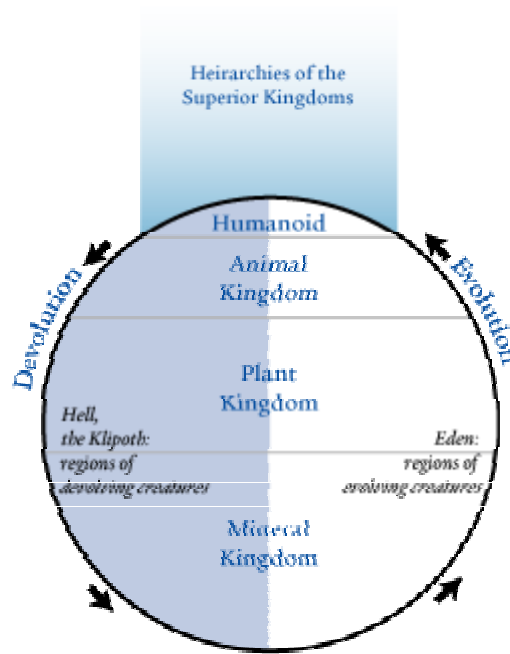 Heirarchies of the
Superior Kingdoms
Humanoid
Animal
Kingdom
Devolution
Evolution
Plant
Kingdom
Hell,
the Klipoth:
regions of
devolving creatures
Eden:
regions of
evolving creatures
Mineral
Kingdom